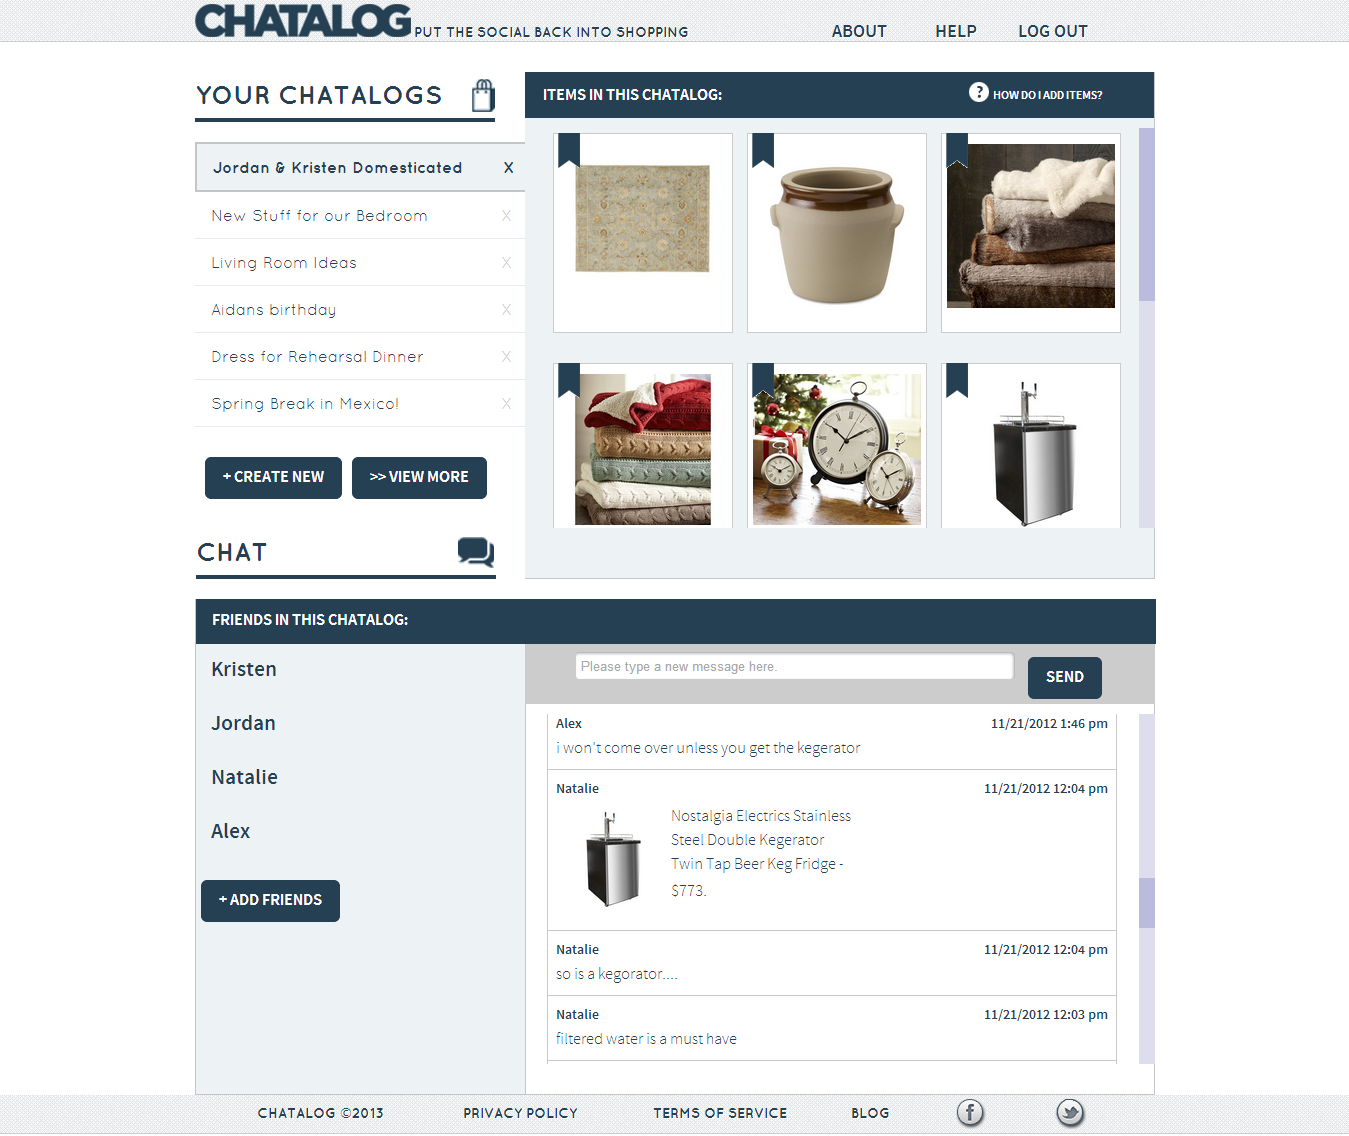 CHATALOG PUT THE SOCIAL BACK INTO SHOPPING ABOUT HELP LOG OUT
YOUR CHATALOGS
Jordan & Kristen Domesticated X
New Stuff for our Bedroom X
Living Room Ideas X
Aidans birthday X
Dress for Rehearsal Dinner X
Spring Break in Mexico! X
+ CREATE NEW >> VIEW MORE
ITEMS IN THIS CHATALOG: ? HOW DO I ADD ITEMS?
CHAT
FRIENDS IN THIS CHATALOG:
Kristen
Jordan
Natalie
Alex
+ ADD FRIENDS
Please type a new message here. SEND
Alex 11/21/2012 1:46 pm
i won't come over unless you get the kegerator
Natalie 11/21/2012 12:04 pm
Nostalgia Electrics Stainless
Steel Double Kegerator
Twin Tap Beer Keg Fridge -
$773.
Natalie 11/21/2012 12:04 pm
so is a kegorator....
Natalie 11/21/2012 12:03 pm
filtered water is a must have
CHATALOG ©2013 PRIVACY POLICY TERMS OF SERVICE BLOG f